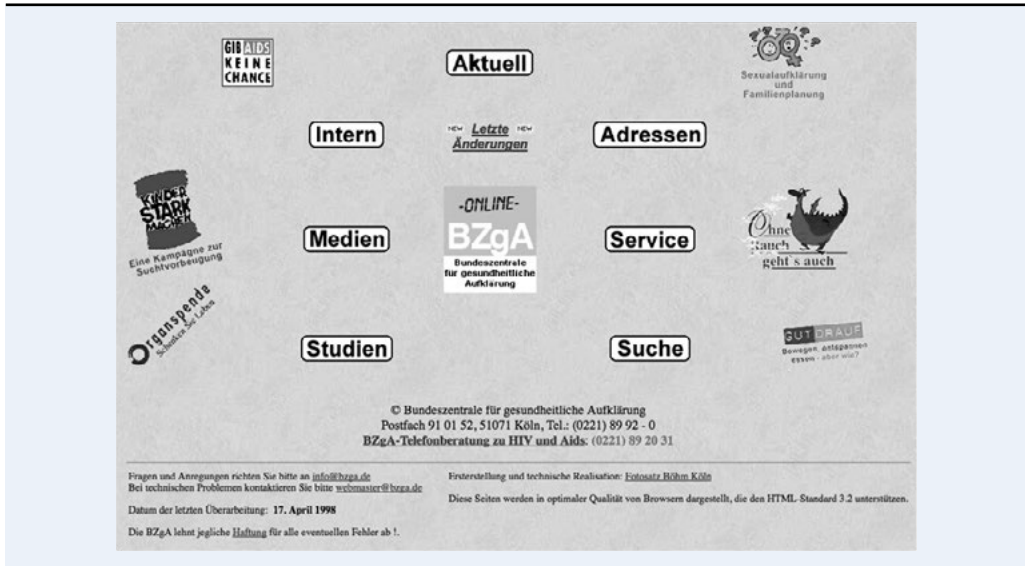 GIB AIDS
KEINE
CHANCE
Aktuell
Sexualaufklärung
und
Familienplanung
Intern
NEW Letzte NEW
Änderungen
Adressen
KINDER
STARK
MACHEN
Eine Kampagne zur
Suchtvorbeugung
Medien
-ONLINE-
BZgA
Bundeszentrale
für gesundheitliche
Aufklärung
Service
Ohne
Rauch
geht`s auch
Organspende
Schenken Sie Leben
Studien
Suche
GUT DRAUF
Bewegen, entspannen
essen - aber wie?
© Bundeszentrale für gesundheitliche Aufklärung
Postfach 91 01 52, 51071 Köln, Tel.: (0221) 89 92 - 0
BZgA-Telefonberatung zu HIV und Aids: (0221) 89 20 31
Fragen und Anregungen richten Sie bitte an info@bzga.de
Bei technischen Problemen kontaktieren Sie bitte webmaster@bzga.de
Datum der letzten Überarbeitung: 17. April 1998
Die BZgA lehnt jegliche Haftung für alle eventuellen Fehler ab !.
Ersterstellung und technische Realisation: Fotosatz Böhm Köln
Diese Seiten werden in optimaler Qualität von Browsern dargestellt, die den HTML-Standard 3.2 unterstützen.